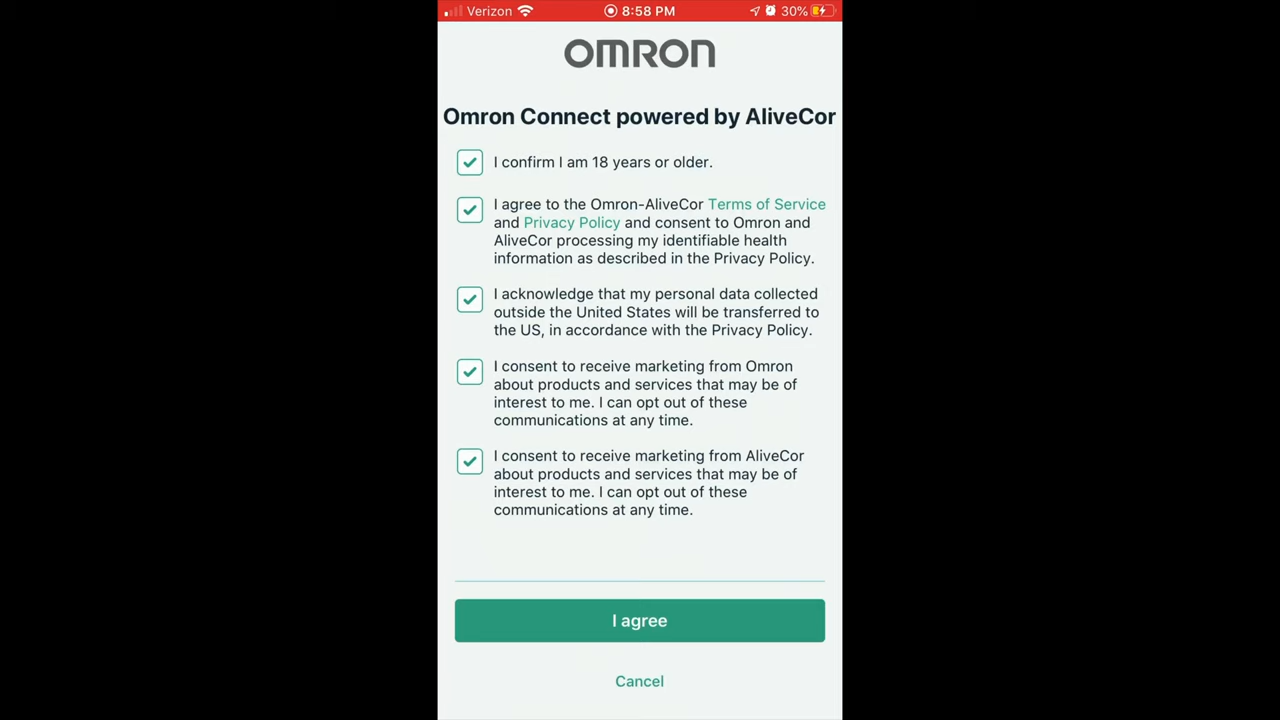 Verizon 8:58 PM 30%
OMRON
Omron Connect powered by AliveCor
I confirm I am 18 years or older.
I agree to the Omron-AliveCor Terms of Service
and Privacy Policy and consent to Omron and
AliveCor processing my identifiable health
information as described in the Privacy Policy.
I acknowledge that my personal data collected
outside the United States will be transferred to
the US, in accordance with the Privacy Policy.
I consent to receive marketing from Omron
about products and services that may be of
interest to me. I can opt out of these
communications at any time.
I consent to receive marketing from AliveCor
about products and services that may be of
interest to me. I can opt out of these
communications at any time.
I agree
Cancel